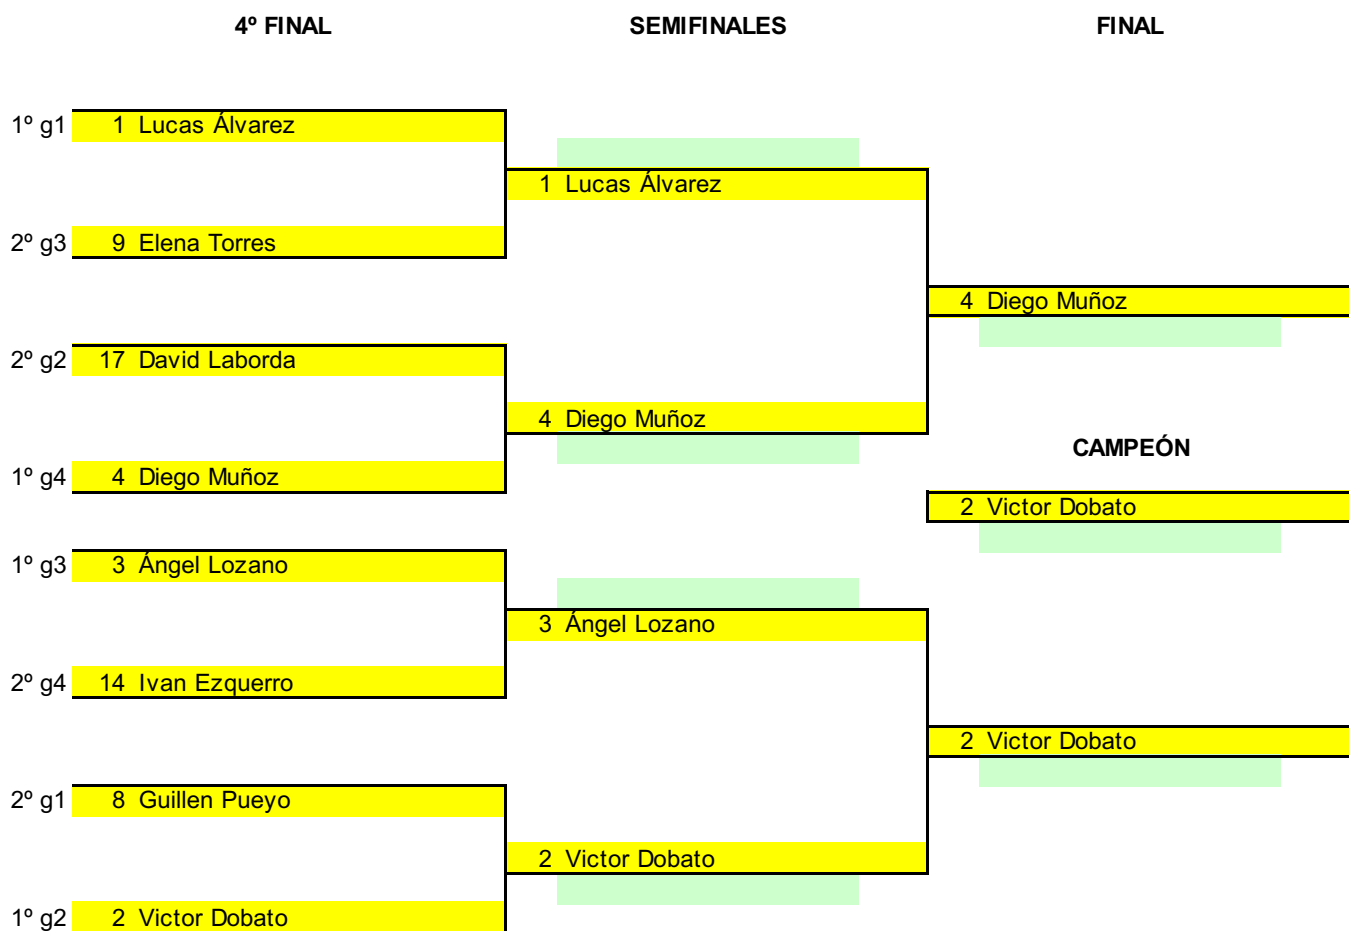 4º FINAL SEMIFINALES FINAL
1º g1 1 Lucas Álvarez
1 Lucas Álvarez
2º g3 9 Elena Torres
4 Diego Muñoz
2º g2 17 David Laborda
4 Diego Muñoz
CAMPEÓN
1º g4 4 Diego Muñoz
2 Victor Dobato
1º g3 3 Ángel Lozano
3 Ángel Lozano
2º g4 14 Ivan Ezquerro
2 Victor Dobato
2º g1 8 Guillen Pueyo
2 Victor Dobato
1º g2 2 Victor Dobato